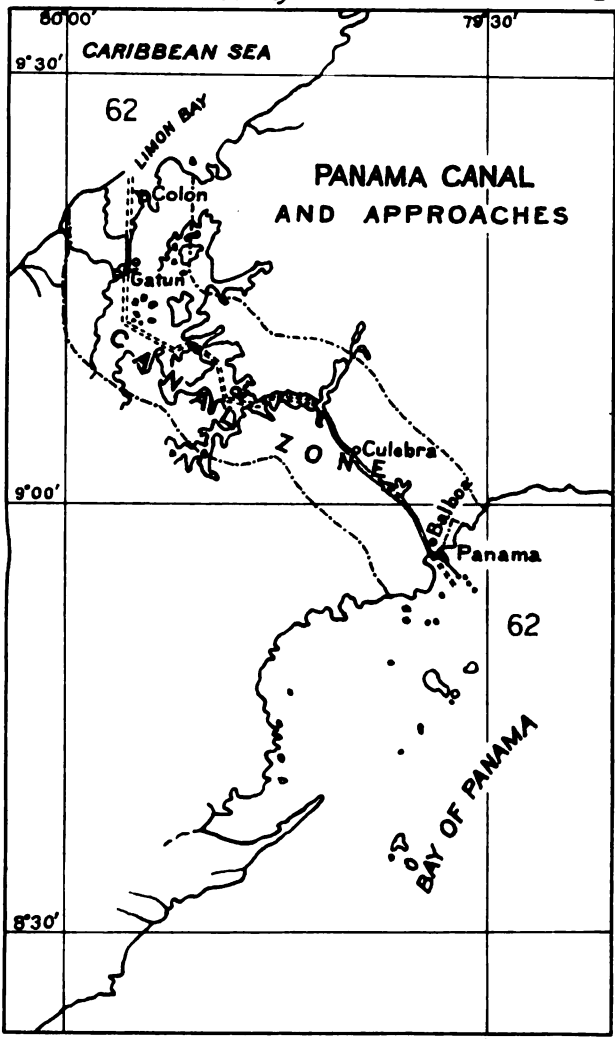 80°00'
79°30'
CARIBBEAN SEA
9°30'
62
LIMON BAY
PANAMA CANAL
AND APPROACHES
Colon
Gatun
CANAL ZONE
Culebra
9°00'
Balboa
Panama
62
BAY OF PANAMA
8°30'